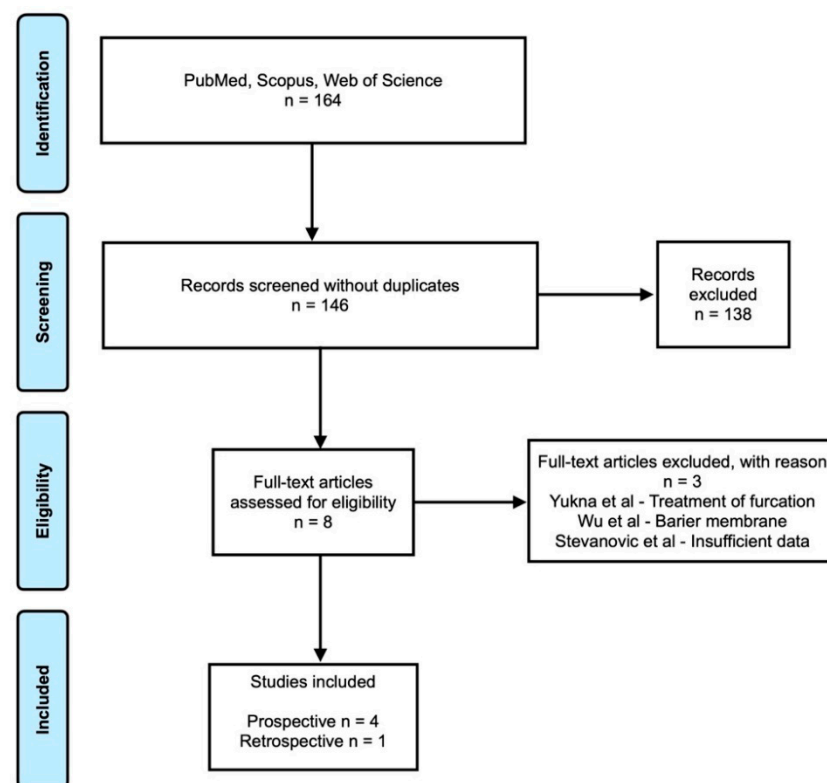 Identification
PubMed, Scopus, Web of Science
n = 164
Screening
Records screened without duplicates
n = 146
Records
excluded
n = 138
Eligibility
Full-text articles
assessed for eligibility
n = 8
Full-text articles excluded, with reason
n = 3
Yukna et al - Treatment of furcation
Wu et al - Barier membrane
Stevanovic et al - Insufficient data
Included
Studies included
Prospective n = 4
Retrospective n = 1